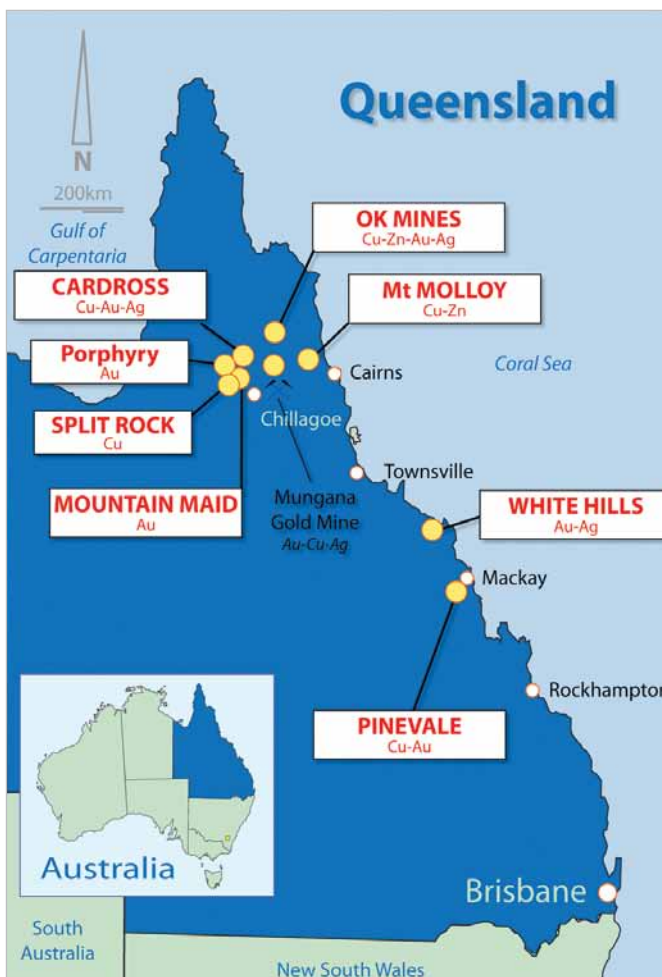 Queensland
N
200km
Gulf of
Carpentaria
OK MINES
Cu-Zn-Au-Ag
CARDROSS
Cu-Au-Ag
Mt MOLLOY
Cu-Zn
Porphyry
Au
Cairns
Coral Sea
SPLIT ROCK
Cu
Chillagoe
MOUNTAIN MAID
Au
Mungana
Gold Mine
Au-Cu-Ag
Townsville
WHITE HILLS
Au-Ag
Mackay
Rockhampton
PINEVALE
Cu-Au
Australia
Brisbane
South
Australia
New South Wales